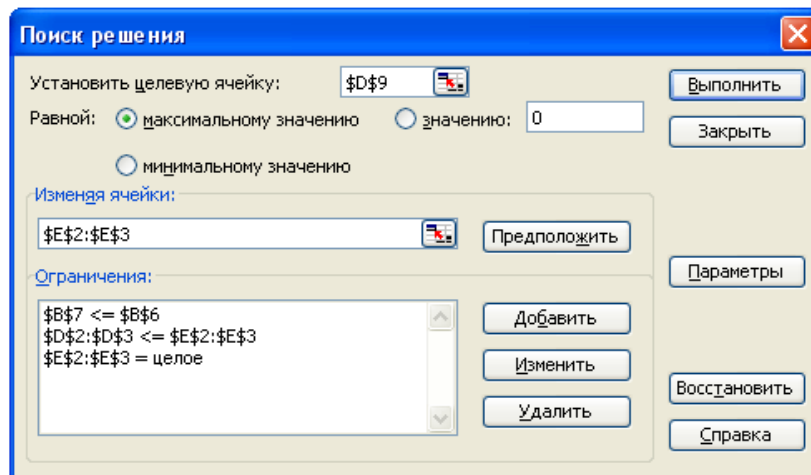 Поиск решения
Установить целевую ячейку: $D$9 Выполнить
Равной: максимальному значению значению: 0 Закрыть
минимальному значению
Изменяя ячейки:
$E$2:$E$3 Предположить
Ограничения: Параметры
$B$7 <= $B$6
$D$2:$D$3 <= $E$2:$E$3
$E$2:$E$3 = целое
Добавить
Изменить
Удалить
Восстановить
Справка